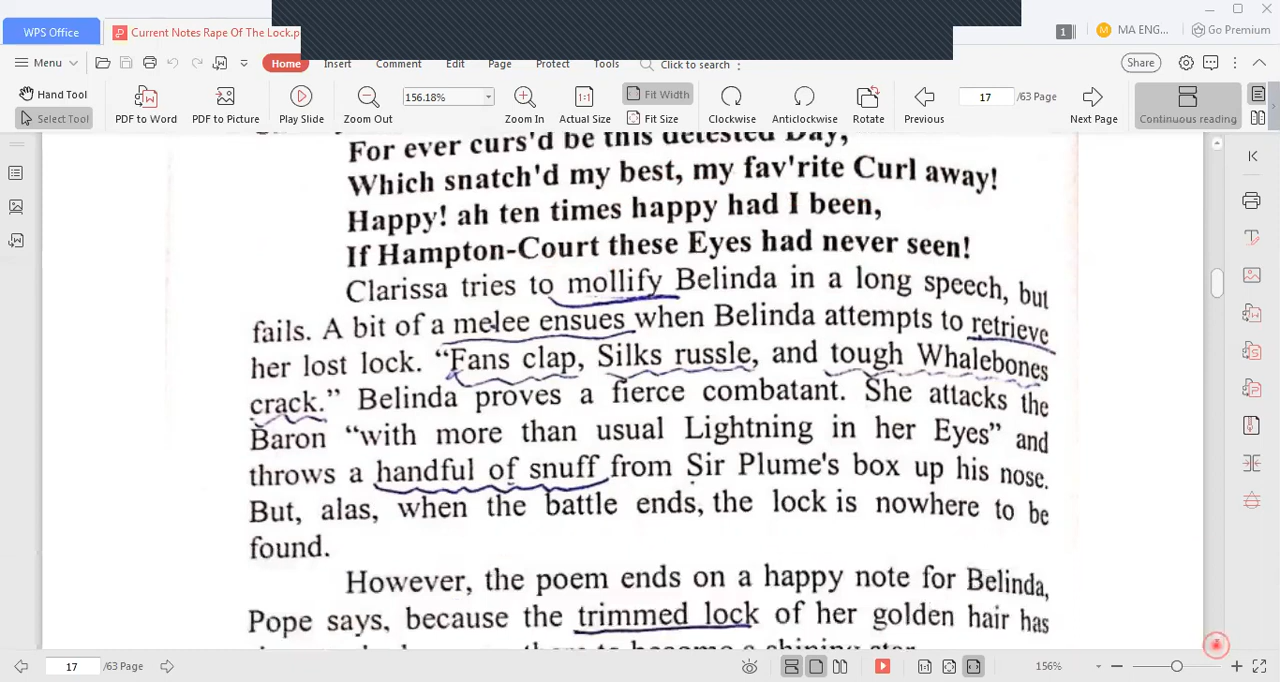 WPS Office
Current Notes Rape Of The Lock.p
1 MA ENG... Go Premium
Menu Home Insert Comment Edit Page Protect Tools Click to search Share
Hand Tool
Select Tool
PDF to Word PDF to Picture Play Slide Zoom Out 156.18% Zoom In Actual Size Fit Width Fit Size Clockwise Anticlockwise Rotate Previous 17 /63 Page Next Page Continuous reading
For ever curs'd be this detested Day,
Which snatch'd my best, my fav'rite Curl away!
Happy! ah ten times happy had I been,
If Hampton-Court these Eyes had never seen!
Clarissa tries to mollify Belinda in a long speech, but
fails. A bit of a melee ensues when Belinda attempts to retrieve
her lost lock. “Fans clap, Silks russle, and tough Whalebones
crack.” Belinda proves a fierce combatant. She attacks the
Baron “with more than usual Lightning in her Eyes” and
throws a handful of snuff from Sir Plume's box up his nose.
But, alas, when the battle ends, the lock is nowhere to be
found.
However, the poem ends on a happy note for Belinda,
Pope says, because the trimmed lock of her golden hair has
there to become a shining star
17 /63 Page 156%